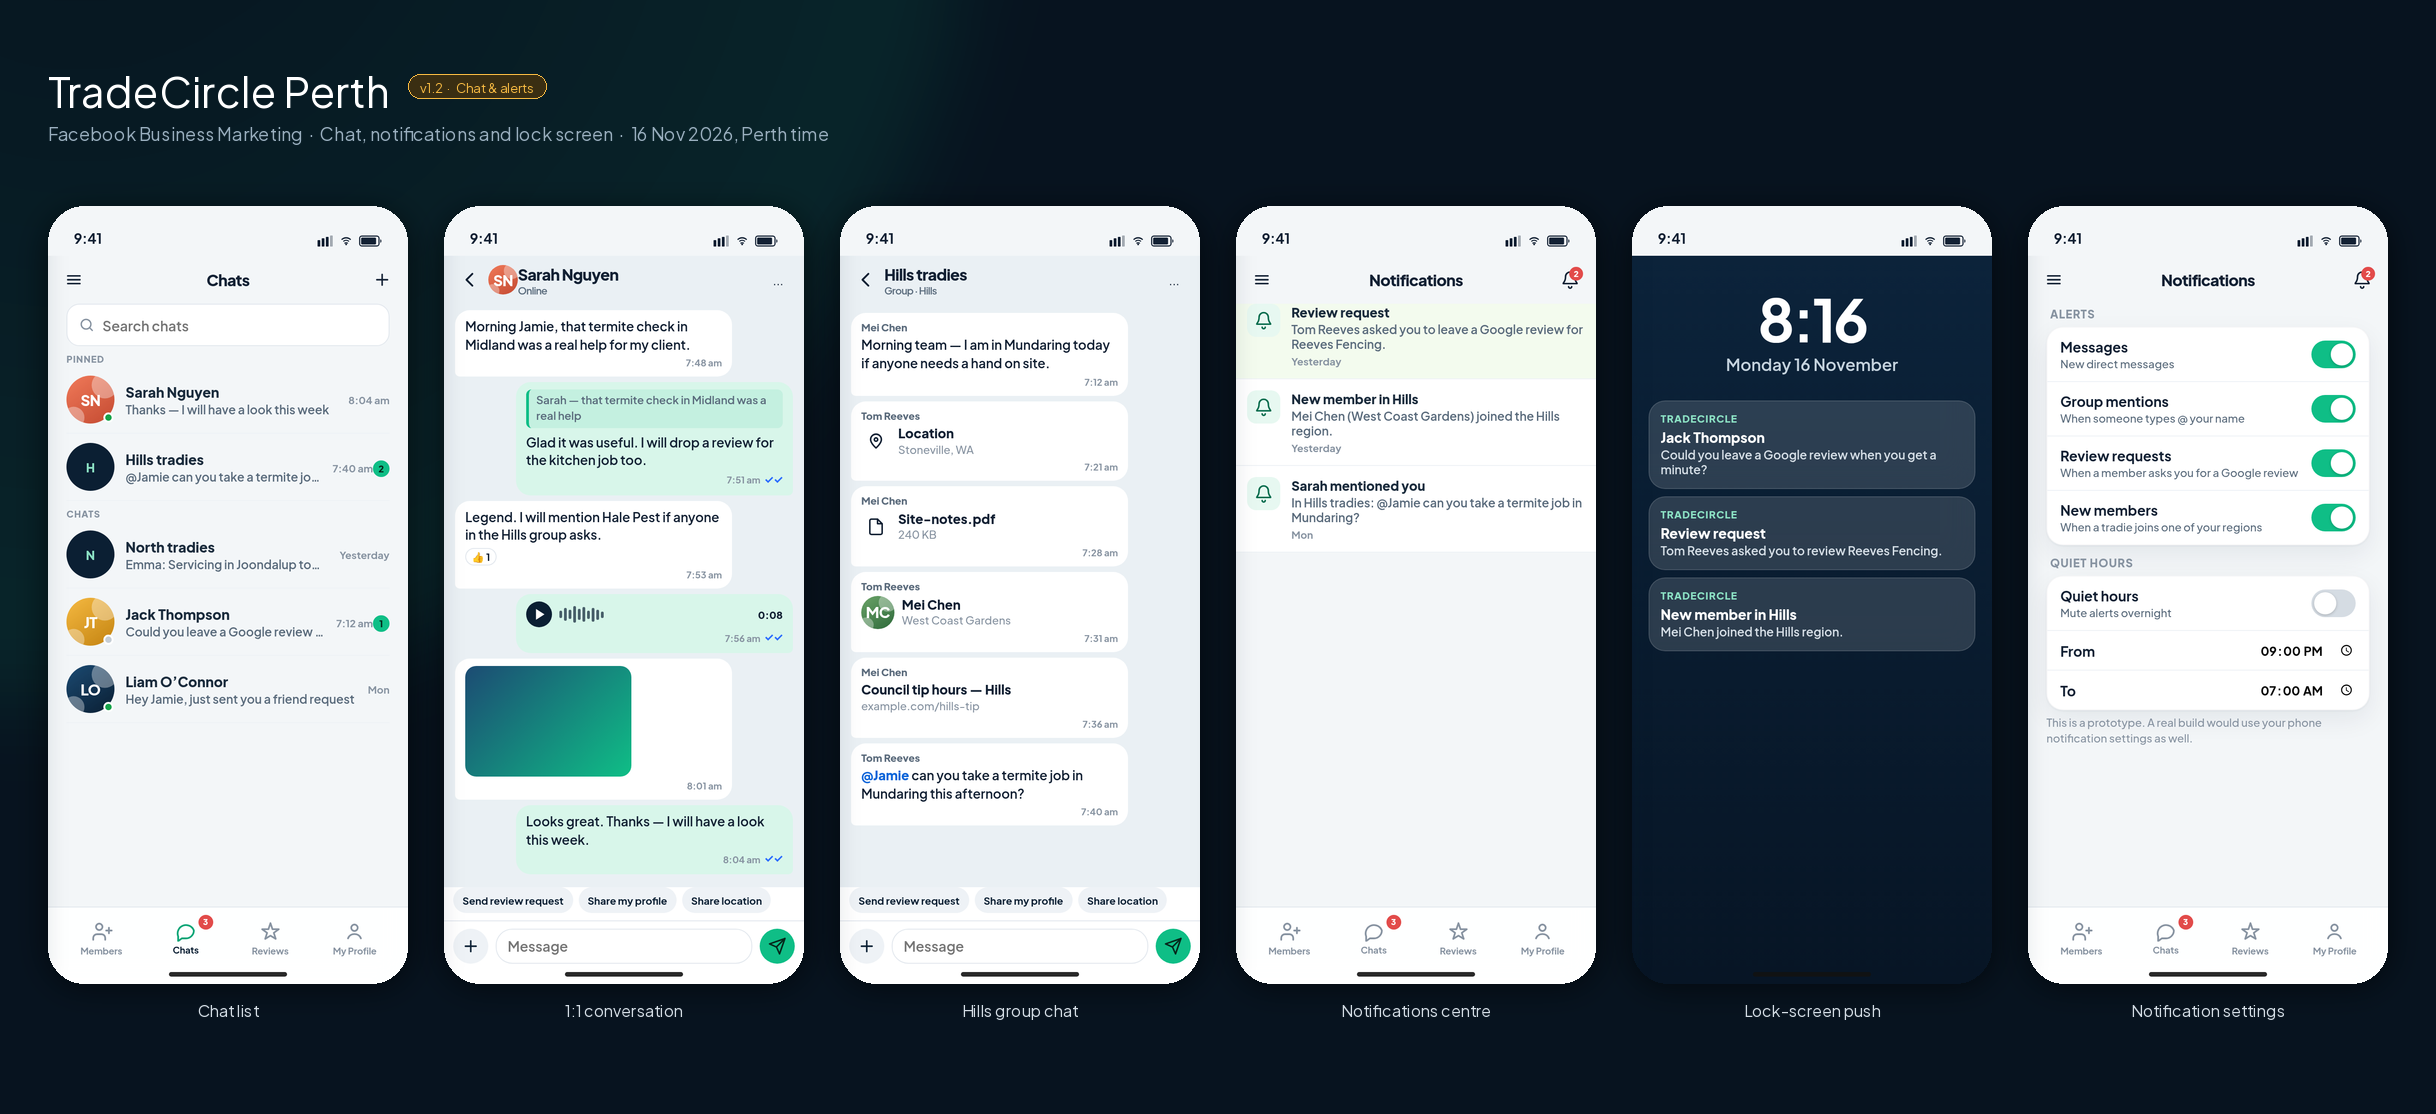 TradeCircle Perth
v1.2 · Chat & alerts
Facebook Business Marketing · Chat, notifications and lock screen · 16 Nov 2026, Perth time
9:41
Chats
Search chats
PINNED
SN
Sarah Nguyen
8:04 am
Thanks — I will have a look this week
H
Hills tradies
7:40 am 2
@Jamie can you take a termite jo...
CHATS
N
North tradies
Yesterday
Emma: Servicing in Joondalup to...
JT
Jack Thompson
7:12 am 1
Could you leave a Google review ...
LO
Liam O’Connor
Mon
Hey Jamie, just sent you a friend request
3
Members
Chats
Reviews
My Profile
Chat list
9:41
SN
Sarah Nguyen
Online
...
Morning Jamie, that termite check in
Midland was a real help for my client.
7:48 am
Sarah — that termite check in Midland was a
real help
Glad it was useful. I will drop a review for
the kitchen job too.
7:51 am
Legend. I will mention Hale Pest if anyone
in the Hills group asks.
👍 1
7:53 am
0:08
7:56 am
8:01 am
Looks great. Thanks — I will have a look
this week.
8:04 am
Send review request
Share my profile
Share location
Message
1:1 conversation
9:41
Hills tradies
Group · Hills
...
Mei Chen
Morning team — I am in Mundaring today
if anyone needs a hand on site.
7:12 am
Tom Reeves
Location
Stoneville, WA
7:21 am
Mei Chen
Site-notes.pdf
240 KB
7:28 am
Tom Reeves
MC
Mei Chen
West Coast Gardens
7:31 am
Mei Chen
Council tip hours — Hills
example.com/hills-tip
7:36 am
Tom Reeves
@Jamie can you take a termite job in
Mundaring this afternoon?
7:40 am
Send review request
Share my profile
Share location
Message
Hills group chat
9:41
Notifications
2
Review request
Tom Reeves asked you to leave a Google review for
Reeves Fencing.
Yesterday
New member in Hills
Mei Chen (West Coast Gardens) joined the Hills
region.
Yesterday
Sarah mentioned you
In Hills tradies: @Jamie can you take a termite job in
Mundaring?
Mon
3
Members
Chats
Reviews
My Profile
Notifications centre
9:41
8:16
Monday 16 November
TRADECIRCLE
Jack Thompson
Could you leave a Google review when you get a
minute?
TRADECIRCLE
Review request
Tom Reeves asked you to review Reeves Fencing.
TRADECIRCLE
New member in Hills
Mei Chen joined the Hills region.
Lock-screen push
9:41
Notifications
2
ALERTS
Messages
New direct messages
Group mentions
When someone types @ your name
Review requests
When a member asks you for a Google review
New members
When a tradie joins one of your regions
QUIET HOURS
Quiet hours
Mute alerts overnight
From
09:00 PM
To
07:00 AM
This is a prototype. A real build would use your phone
notification settings as well.
3
Members
Chats
Reviews
My Profile
Notification settings